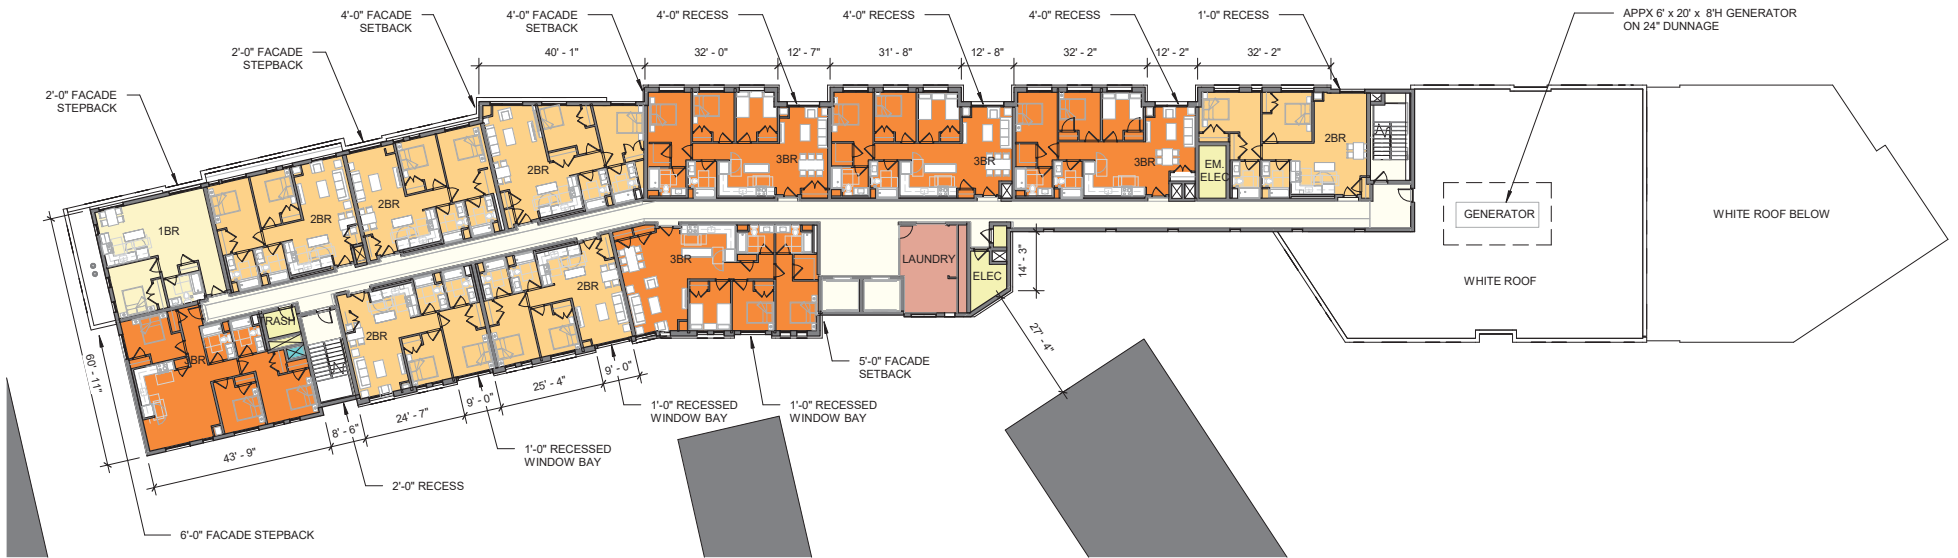 4'-0" FACADE
SETBACK
4'-0" FACADE
SETBACK
4'-0" RECESS
4'-0" RECESS
4'-0" RECESS
1'-0" RECESS
APPX 6' x 20' x 8'H GENERATOR
ON 24" DUNNAGE
2'-0" FACADE
STEPBACK
2'-0" FACADE
STEPBACK
40' - 1"
32' - 0"
12' - 7"
31' - 8"
12' - 8"
32' - 2"
12' - 2"
32' - 2"
1BR
2BR
2BR
2BR
3BR
3BR
3BR
EM.
ELEC
2BR
GENERATOR
WHITE ROOF BELOW
WHITE ROOF
3BR
LAUNDRY
ELEC
14' - 3"
2BR
2BR
RASH
BR
60' - 11"
27' - 4"
5'-0" FACADE
SETBACK
43' - 9"
8' - 6"
24' - 7"
9' - 0"
25' - 4"
9' - 0"
1'-0" RECESSED
WINDOW BAY
1'-0" RECESSED
WINDOW BAY
1'-0" RECESSED
WINDOW BAY
2'-0" RECESS
6'-0" FACADE STEPBACK